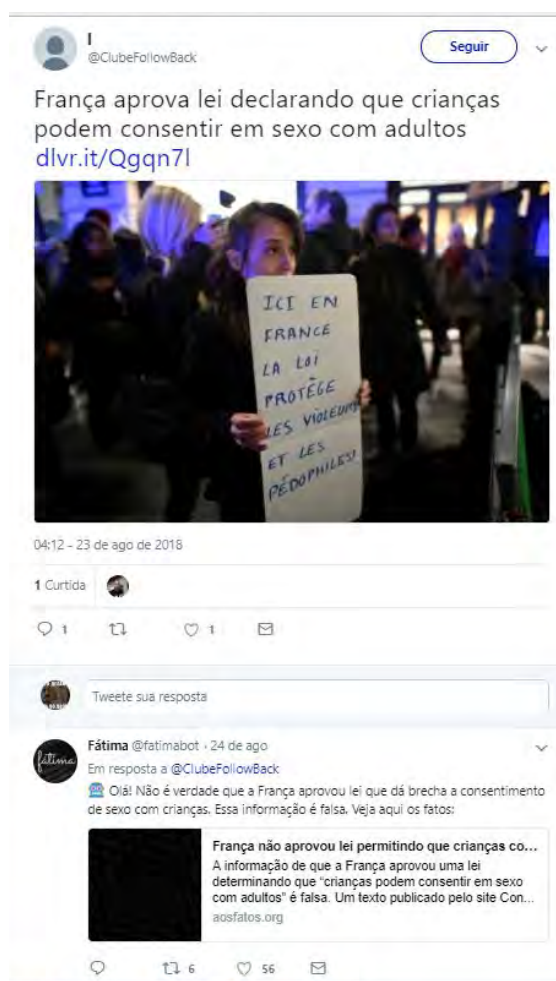 l
@ClubeFollowBack
Seguir
França aprova lei declarando que crianças
podem consentir em sexo com adultos
dlvr.it/Qgqn7l
ICI EN
FRANCE
LA LOI
PROTÈGE
LES VIOLEURS
ET LES
PÉDOPHILES!
04:12 - 23 de ago de 2018
1 Curtida
1
1
Tweete sua resposta
fátima
Fátima @fatimabot · 24 de ago
Em resposta a @ClubeFollowBack
Olá! Não é verdade que a França aprovou lei que dá brecha a consentimento
de sexo com crianças. Essa informação é falsa. Veja aqui os fatos:
França não aprovou lei permitindo que crianças co...
A informação de que a França aprovou uma lei
determinando que “crianças podem consentir em sexo
com adultos” é falsa. Um texto publicado pelo site Con...
aosfatos.org
6
56